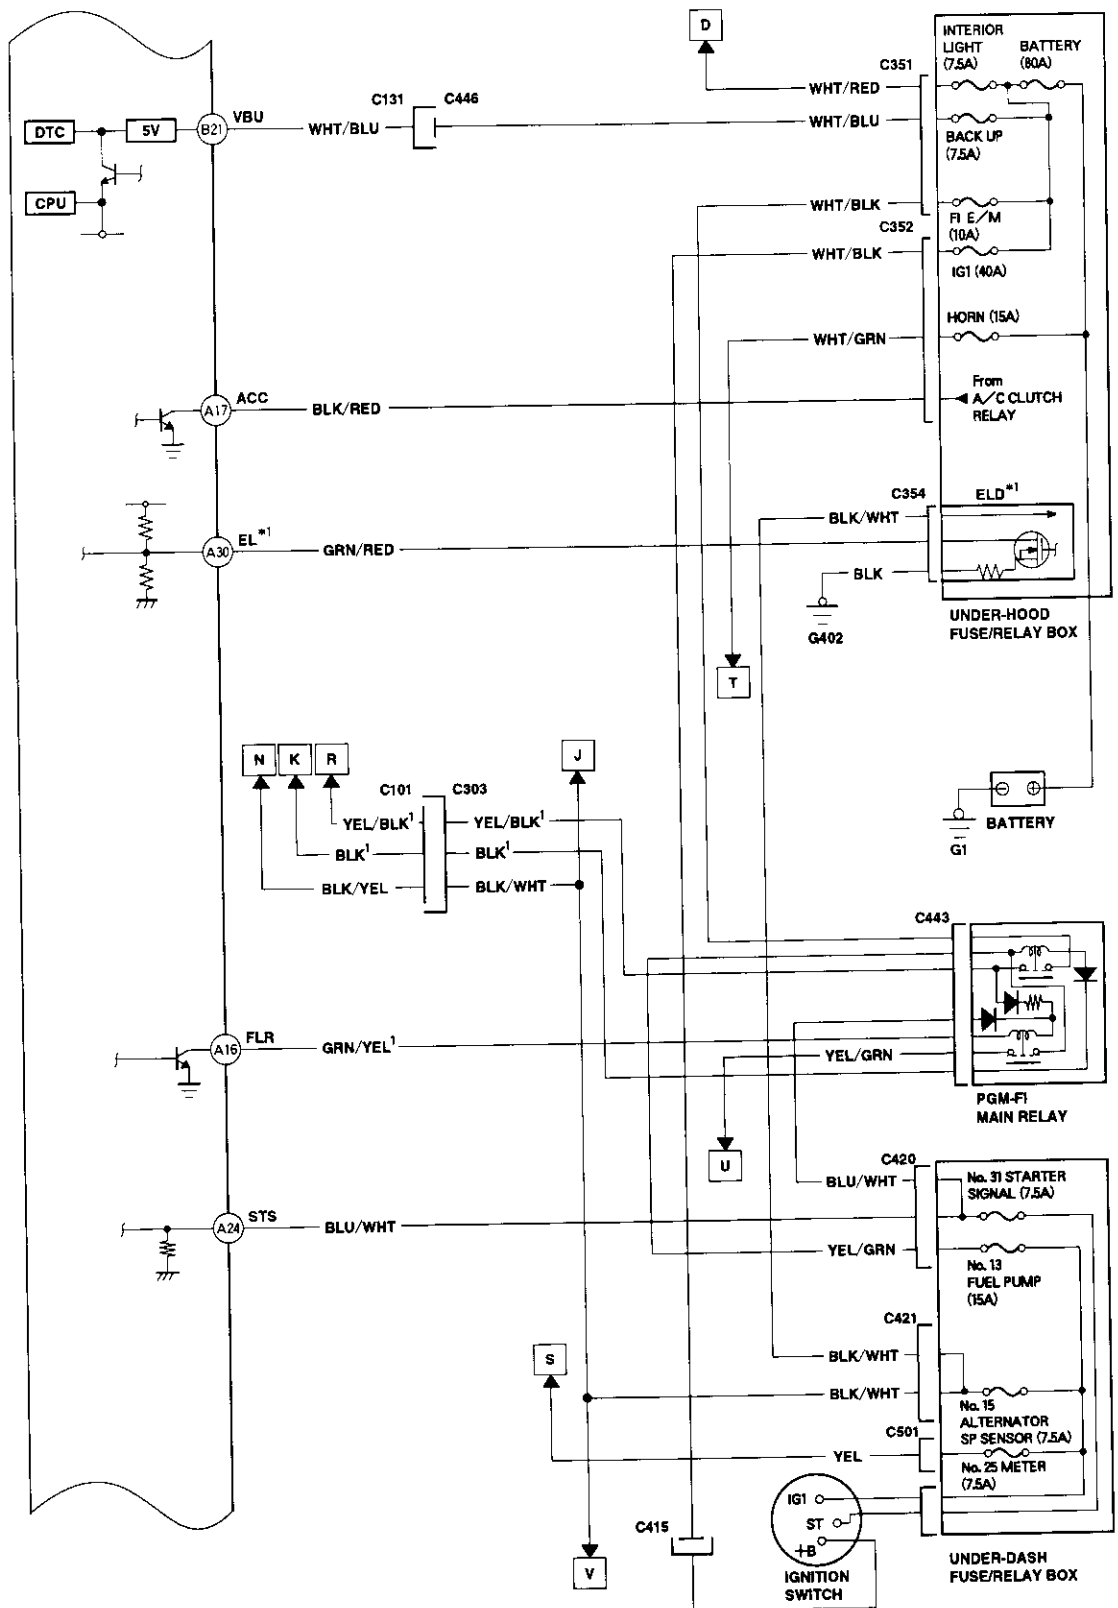 D
INTERIOR
LIGHT
(7.5A)
BATTERY
(80A)
C351
WHT/RED
C131
C446
VBU
B21
DTC
5V
WHT/BLU
WHT/BLU
BACK UP
(7.5A)
CPU
WHT/BLK
FI E/M
(10A)
C352
WHT/BLK
IG1 (40A)
HORN (15A)
WHT/GRN
From
A/C CLUTCH
RELAY
ACC
A17
BLK/RED
C354
ELD*1
BLK/WHT
EL*1
A30
GRN/RED
BLK
G402
UNDER-HOOD
FUSE/RELAY BOX
T
N
K
R
J
C101
C303
YEL/BLK¹
YEL/BLK¹
BLK¹
BLK¹
BLK/YEL
BLK/WHT
BATTERY
G1
C443
FLR
A16
GRN/YEL¹
YEL/GRN
PGM-FI
MAIN RELAY
U
C420
BLU/WHT
No. 31 STARTER
SIGNAL (7.5A)
STS
A24
BLU/WHT
YEL/GRN
No. 13
FUEL PUMP
(15A)
C421
S
BLK/WHT
BLK/WHT
No. 15
ALTERNATOR
SP SENSOR (7.5A)
C501
YEL
No. 25 METER
(7.5A)
IG1
ST
+B
C415
V
IGNITION
SWITCH
UNDER-DASH
FUSE/RELAY BOX